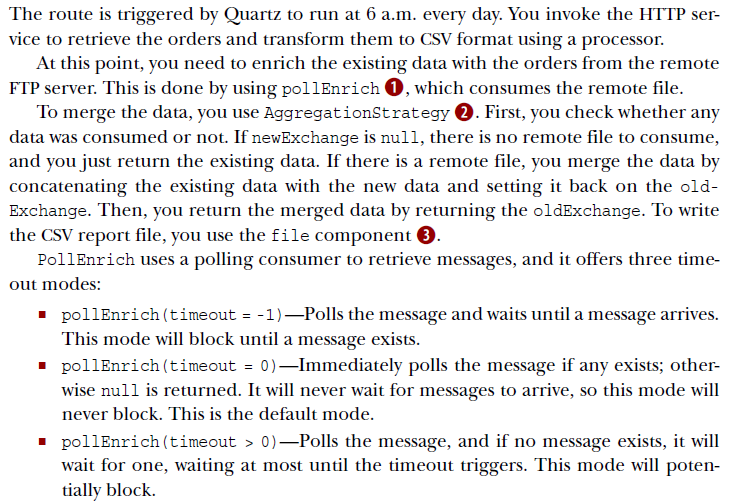 The route is triggered by Quartz to run at 6 a.m. every day. You invoke the HTTP ser-
vice to retrieve the orders and transform them to CSV format using a processor.
At this point, you need to enrich the existing data with the orders from the remote
FTP server. This is done by using pollEnrich ❶, which consumes the remote file.
To merge the data, you use AggregationStrategy ❷. First, you check whether any
data was consumed or not. If newExchange is null, there is no remote file to consume,
and you just return the existing data. If there is a remote file, you merge the data by
concatenating the existing data with the new data and setting it back on the old-
Exchange. Then, you return the merged data by returning the oldExchange. To write
the CSV report file, you use the file component ❸.
PollEnrich uses a polling consumer to retrieve messages, and it offers three time-
out modes:
■ pollEnrich(timeout = -1)—Polls the message and waits until a message arrives.
This mode will block until a message exists.
■ pollEnrich(timeout = 0)—Immediately polls the message if any exists; other-
wise null is returned. It will never wait for messages to arrive, so this mode will
never block. This is the default mode.
■ pollEnrich(timeout > 0)—Polls the message, and if no message exists, it will
wait for one, waiting at most until the timeout triggers. This mode will poten-
tially block.